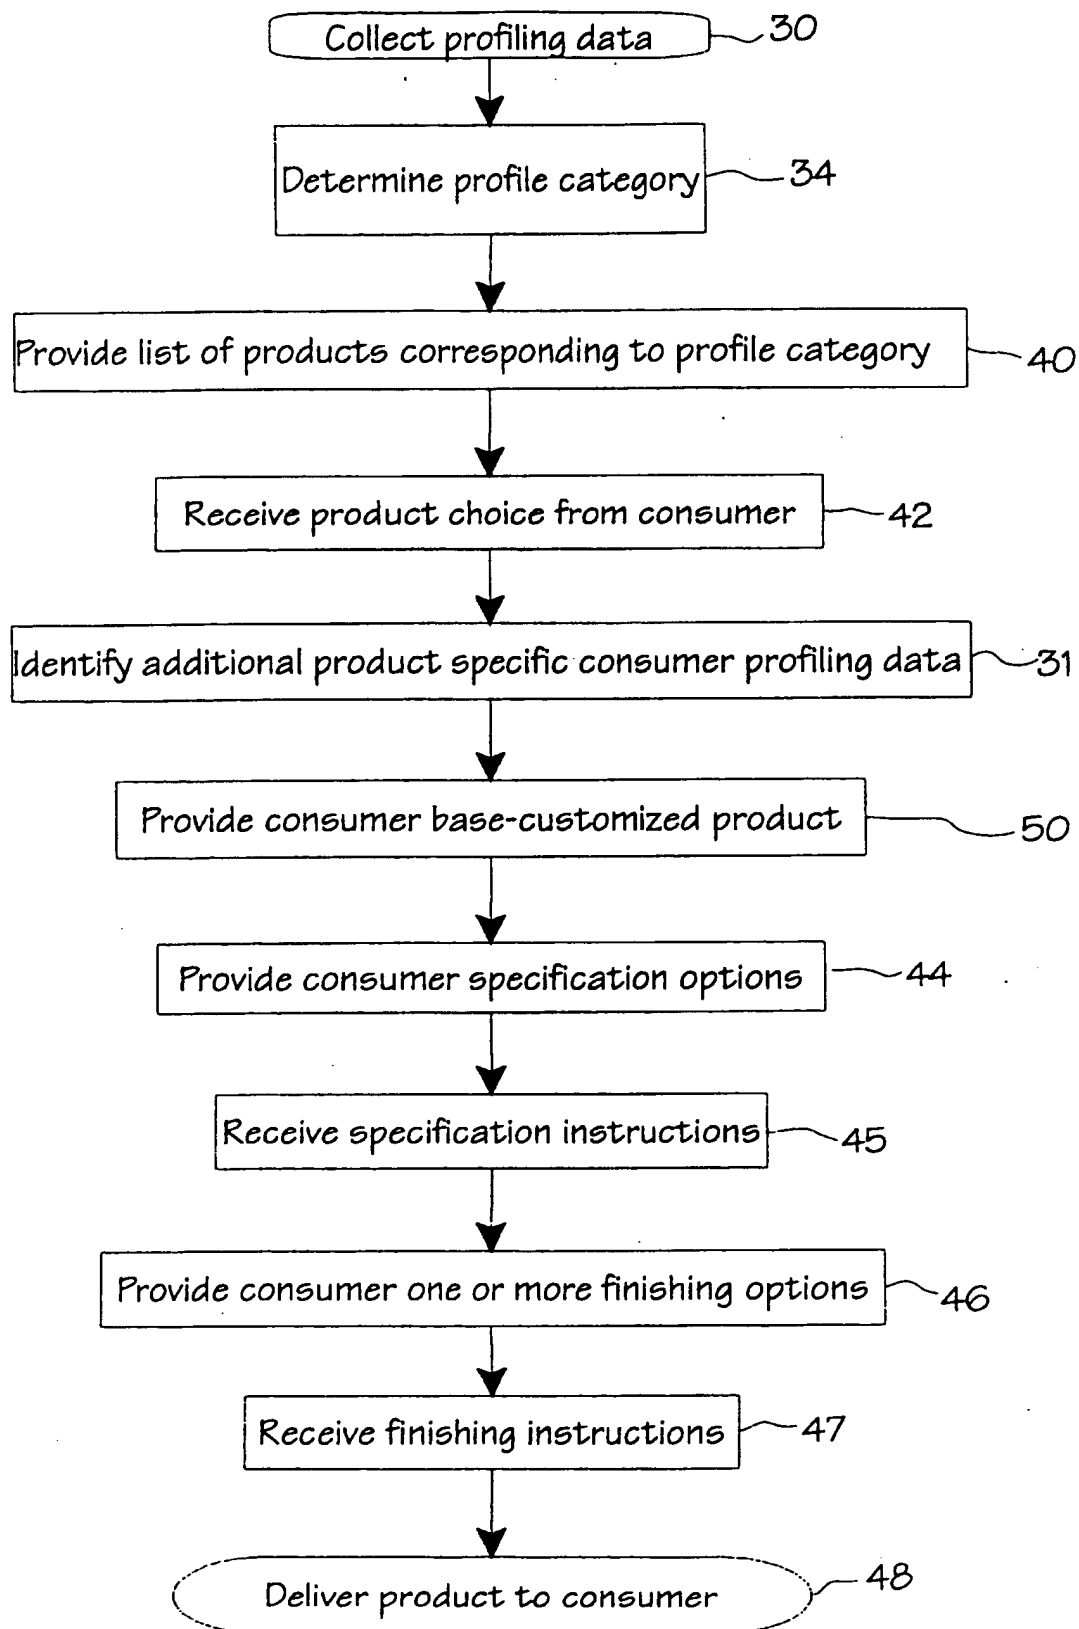 Collect profiling data 30
Determine profile category 34
Provide list of products corresponding to profile category 40
Receive product choice from consumer 42
Identify additional product specific consumer profiling data 31
Provide consumer base-customized product 50
Provide consumer specification options 44
Receive specification instructions 45
Provide consumer one or more finishing options 46
Receive finishing instructions 47
Deliver product to consumer 48